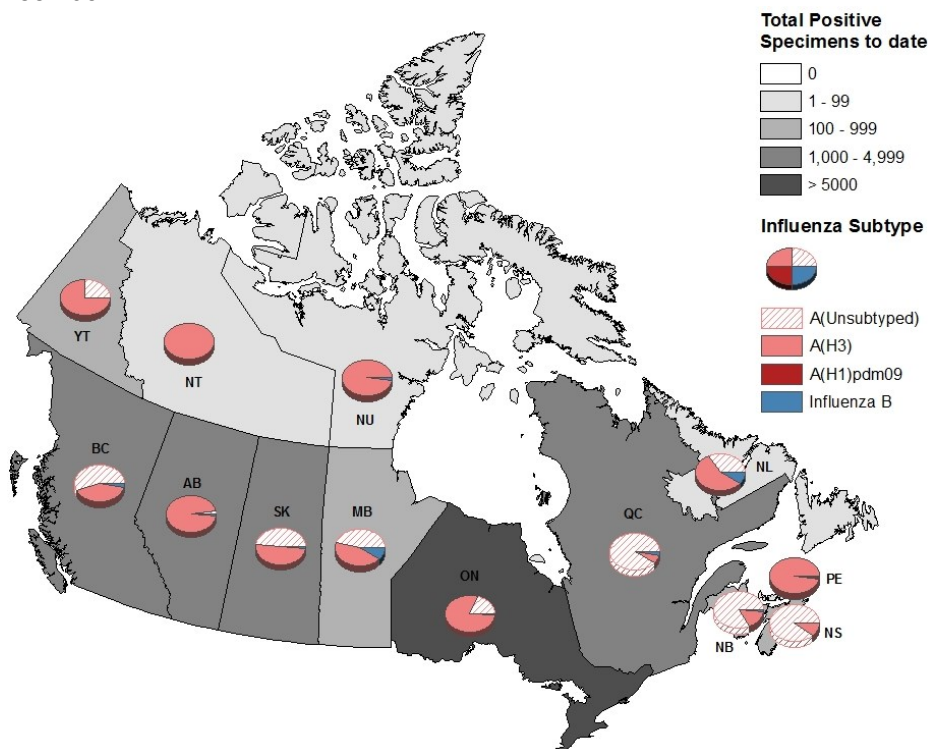 Total Positive
Specimens to date
0
1 - 99
100 - 999
1,000 - 4,999
> 5000
Influenza Subtype
A(Unsubtyped)
A(H3)
A(H1)pdm09
Influenza B
YT
NT
NU
BC
AB
SK
MB
ON
QC
NL
PE
NB
NS